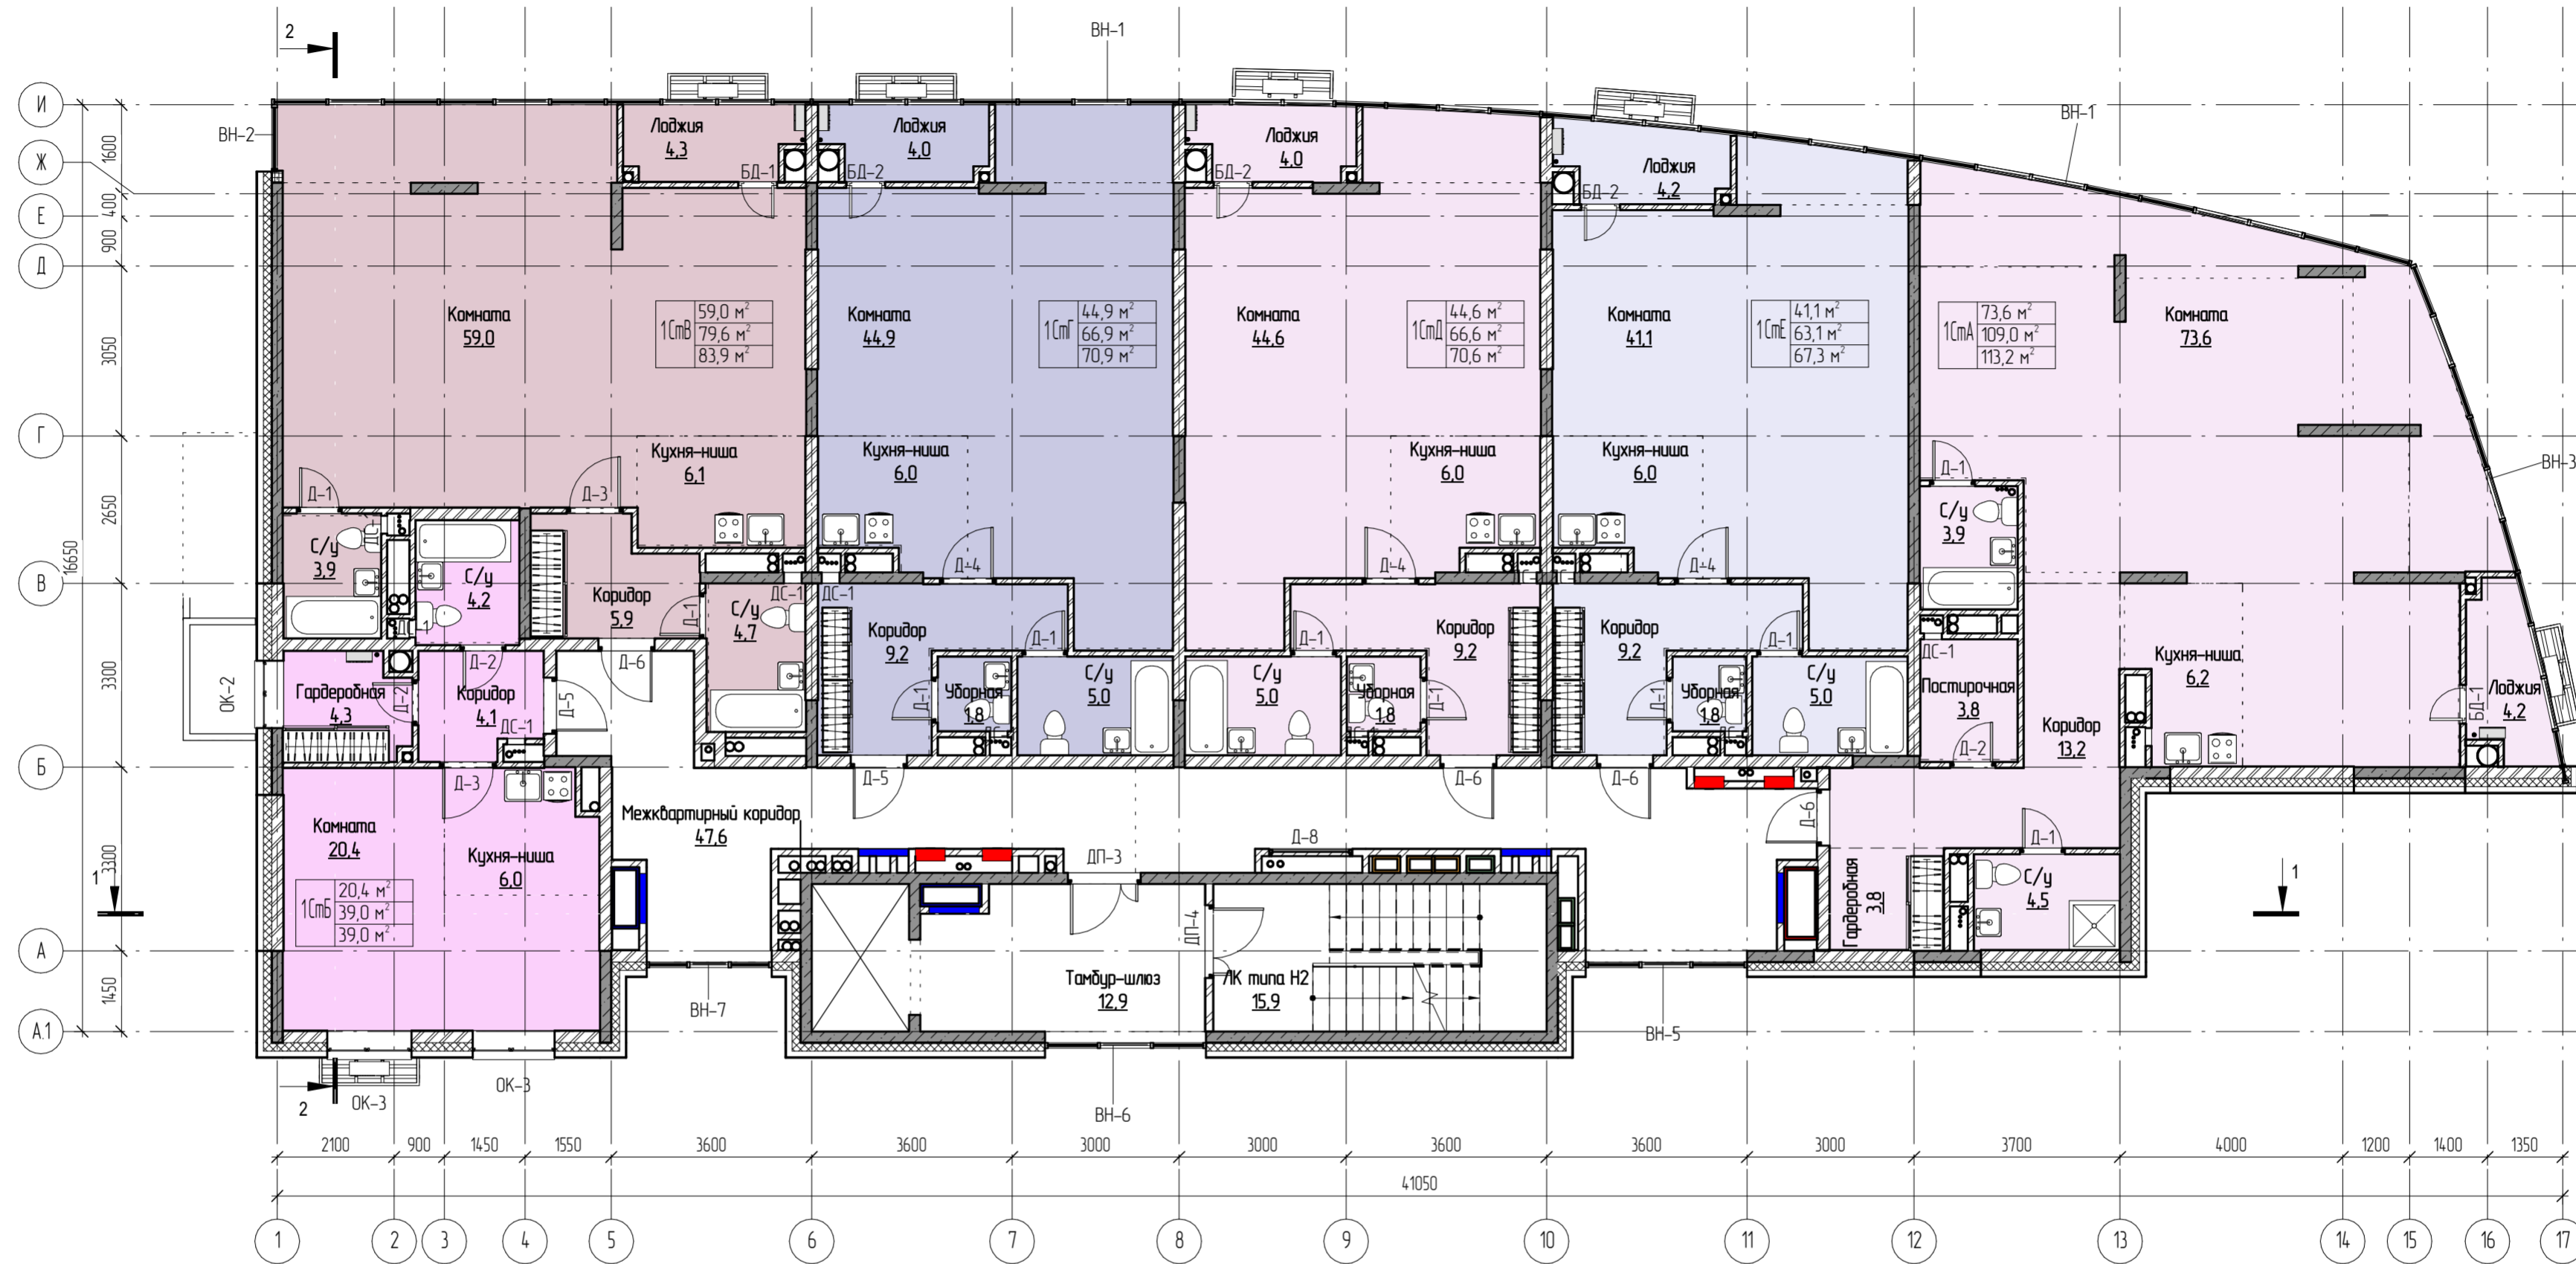 2
ВН-1
И
Ж
Е
Д
Г
В
Б
А
А.1
1600
400
900
3050
2650
3300
3300
1450
16650
ВН-2
Лоджия
4,3
БД-1
Лоджия
4,0
БД-2
Лоджия
4,0
БД-2
Лоджия
4,2
БД-2
ВН-1
ВН-3
Комната
59,0
1СтВ
59,0 м²
79,6 м²
83,9 м²
Комната
44,9
1СтГ
44,9 м²
66,9 м²
70,9 м²
Комната
44,6
1СтД
44,6 м²
66,6 м²
70,6 м²
Комната
41,1
1СтЕ
41,1 м²
63,1 м²
67,3 м²
1СтА
73,6 м²
109,0 м²
113,2 м²
Комната
73,6
Кухня-ниша
6,1
Кухня-ниша
6,0
Кухня-ниша
6,0
Кухня-ниша
6,0
Д-1
Д-3
Д-4
Д-4
Д-4
Д-1
С/у
3,9
С/у
4,2
Коридор
5,9
Д-1
С/у
4,7
ДС-1
ДС-1
С/у
3,9
Коридор
9,2
Д-1
Д-1
Коридор
9,2
Д-1
Коридор
9,2
Д-1
ДС-1
Постирочная
3,8
Д-2
Кухня-ниша
6,2
Коридор
13,2
БД-1
Лоджия
4,2
ОК-2
Гардеробная
4,3
Д-2
Д-2
Коридор
4,1
ДС-1
Д-5
Д-6
Д-1
Уборная
1,8
С/у
5,0
С/у
5,0
Уборная
1,8
Д-1
Д-1
Уборная
1,8
С/у
5,0
Д-3
Д-5
Д-6
Д-6
Д-6
Д-1
Комната
20,4
Кухня-ниша
6,0
1СтБ
20,4 м²
39,0 м²
39,0 м²
Межквартирный коридор
47,6
ДП-3
Д-8
ДП-4
Гардеробная
3,8
С/у
4,5
1
1
Тамбур-шлюз
12,9
ЛК типа Н2
15,9
ВН-7
ВН-5
ВН-6
ОК-3
ОК-3
2
2100
900
1450
1550
3600
3600
3000
3000
3600
3600
3000
3700
4000
1200
1400
1350
41050
1
2
3
4
5
6
7
8
9
10
11
12
13
14
15
16
17